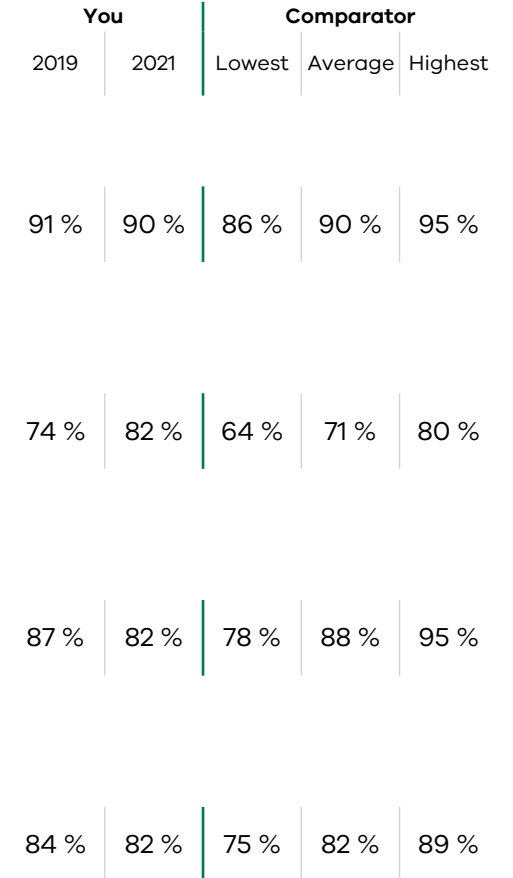 You Comparator
2019 2021 Lowest Average Highest
91 % 90 % 86 % 90 % 95 %
74 % 82 % 64 % 71 % 80 %
87 % 82 % 78 % 88 % 95 %
84 % 82 % 75 % 82 % 89 %